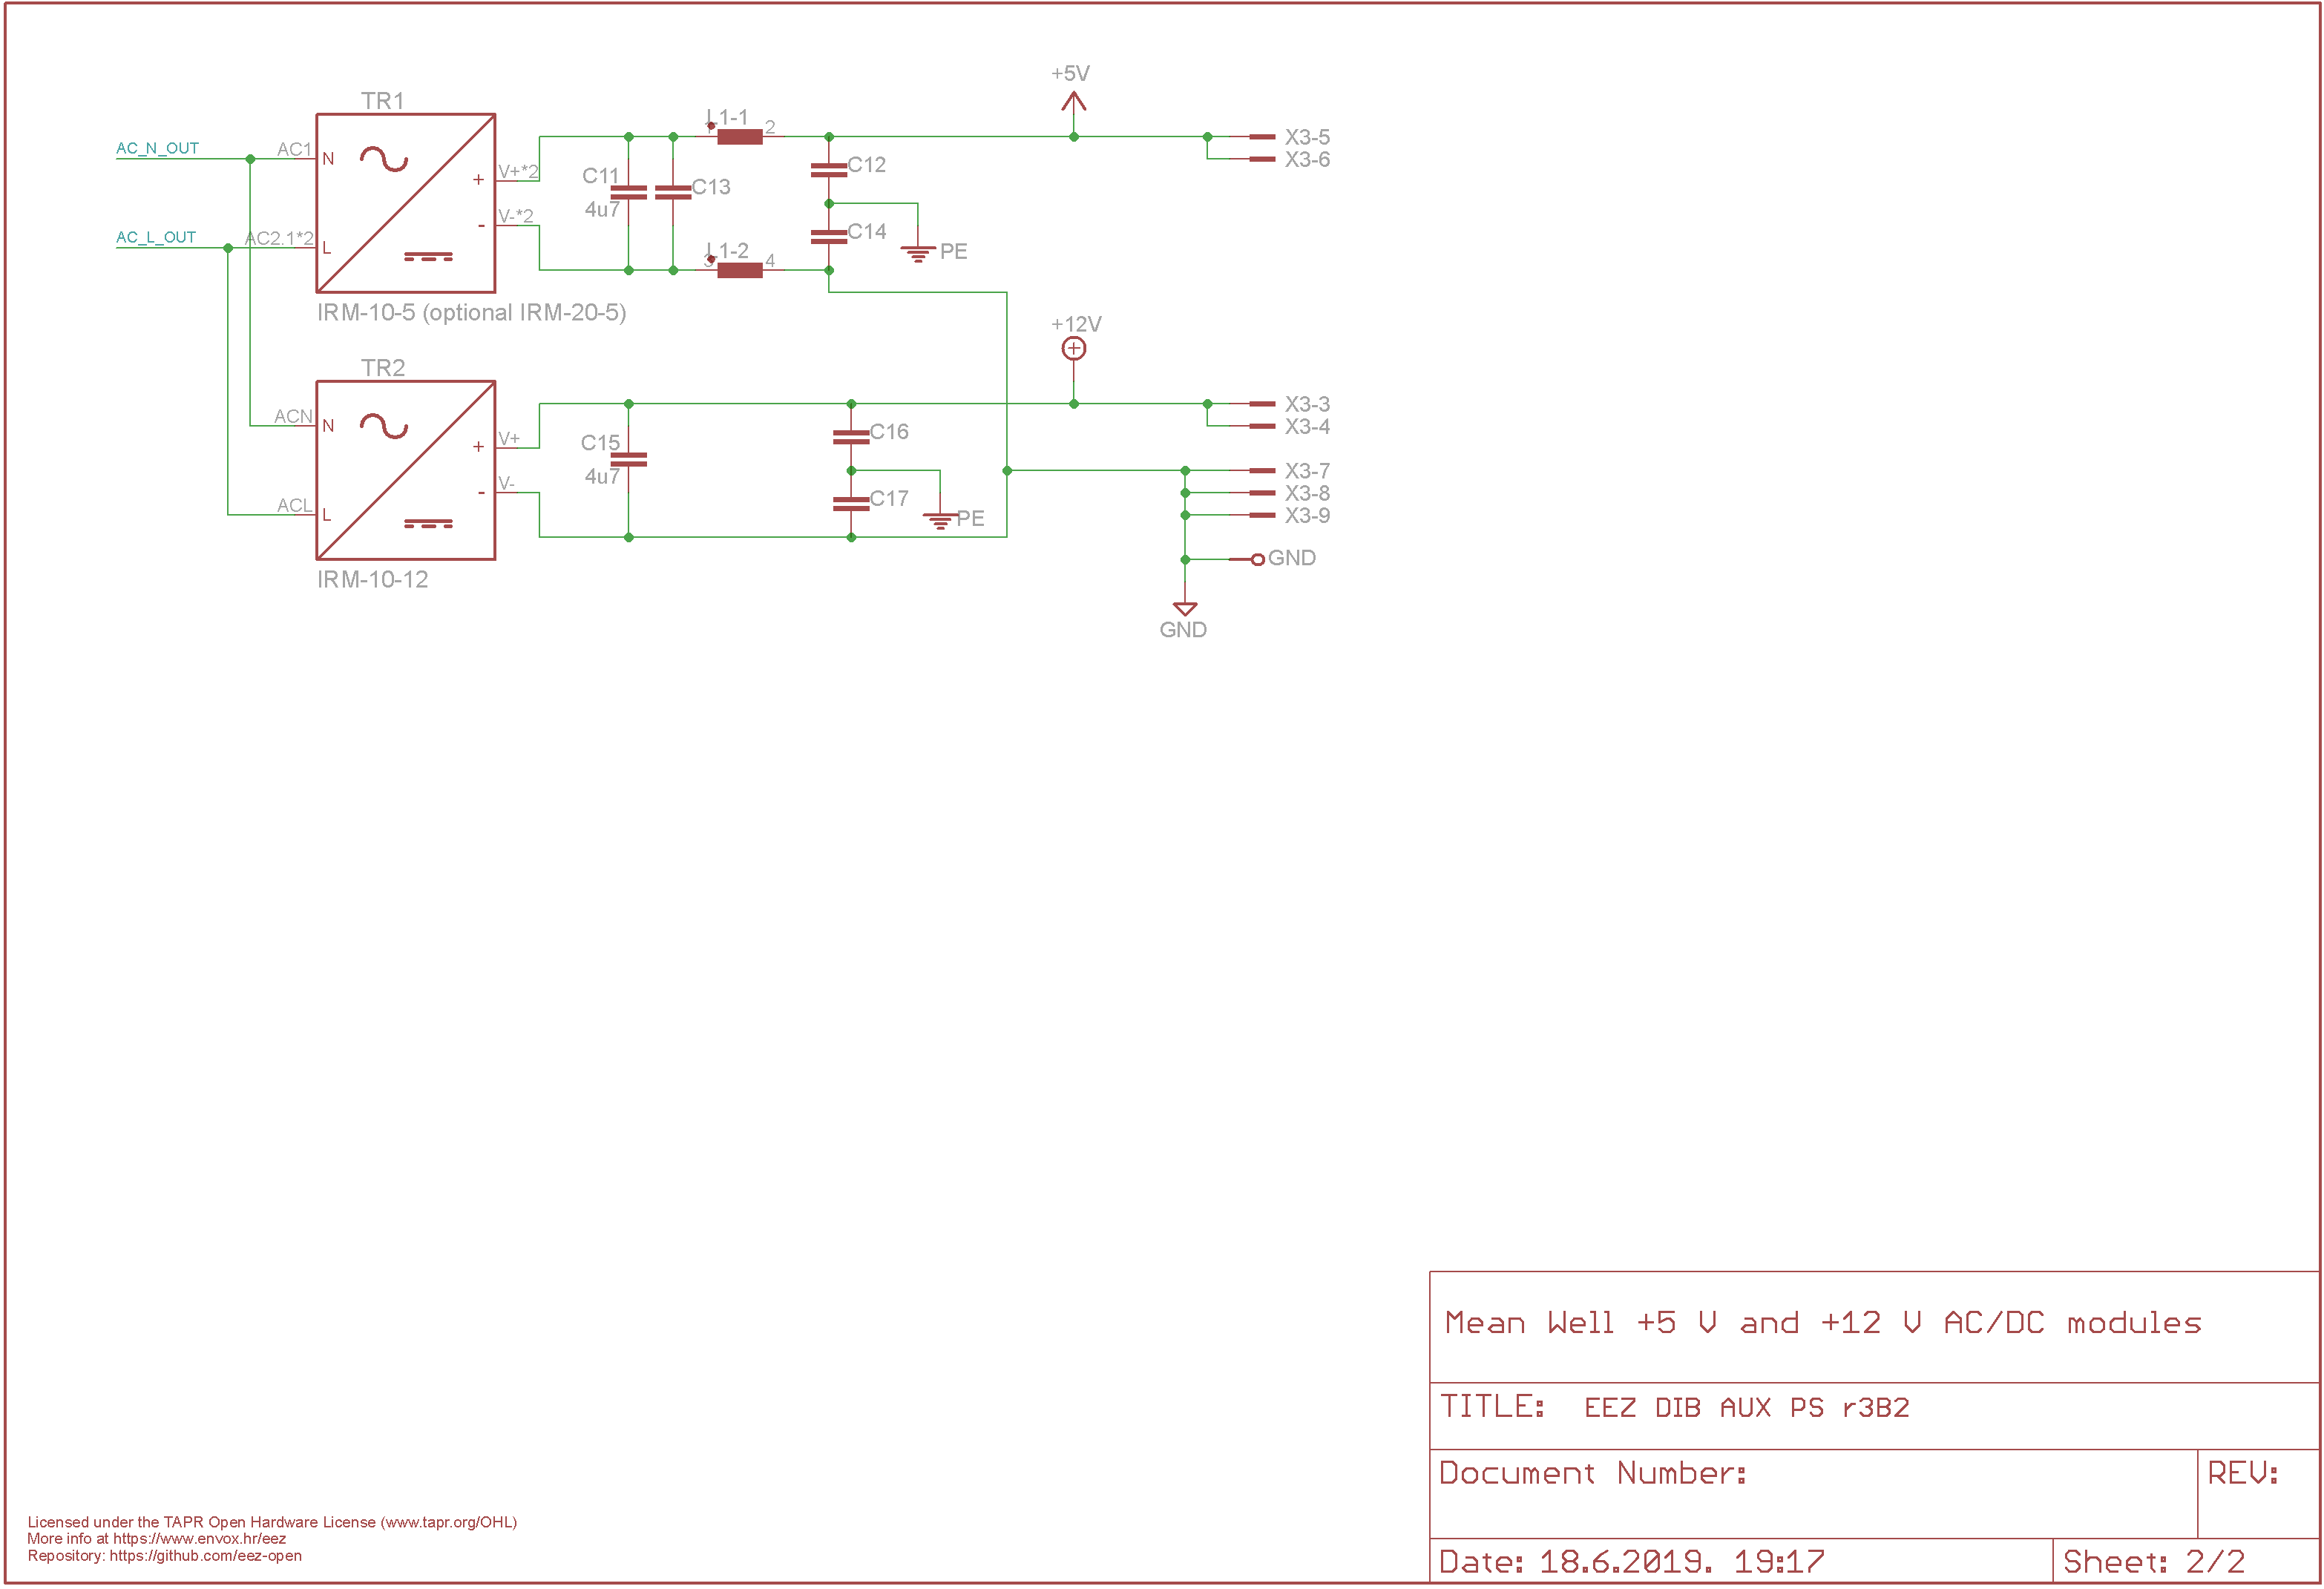 +5V
TR1
L1-1
1
2
AC_N_OUT
AC1
N
X3-5
X3-6
+
V+*2
C11
4u7
C13
C12
V-*2
-
C14
AC_L_OUT
AC2.1*2
L
L1-2
3
4
PE
IRM-10-5 (optional IRM-20-5)
+12V
TR2
X3-3
X3-4
ACN
N
+
V+
C15
4u7
C16
V-
-
C17
PE
ACL
L
X3-7
X3-8
X3-9
GND
IRM-10-12
GND
Mean Well +5 V and +12 V AC/DC modules
TITLE: EEZ DIB AUX PS r3B2
Document Number:
REV:
Date: 18.6.2019. 19:17
Sheet: 2/2
Licensed under the TAPR Open Hardware License (www.tapr.org/OHL)
More info at https://www.envox.hr/eez
Repository: https://github.com/eez-open